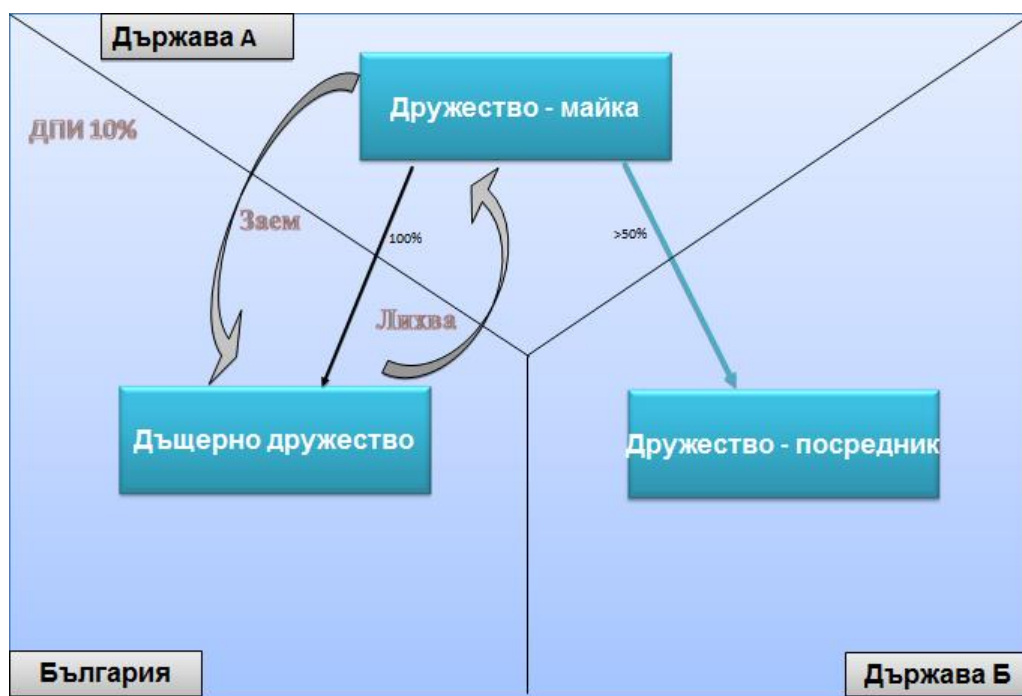 Държава А
Дружество - майка
ДПИ 10%
Заем
100%
>50%
Лихва
Дъщерно дружество
Дружество - посредник
България
Държава Б